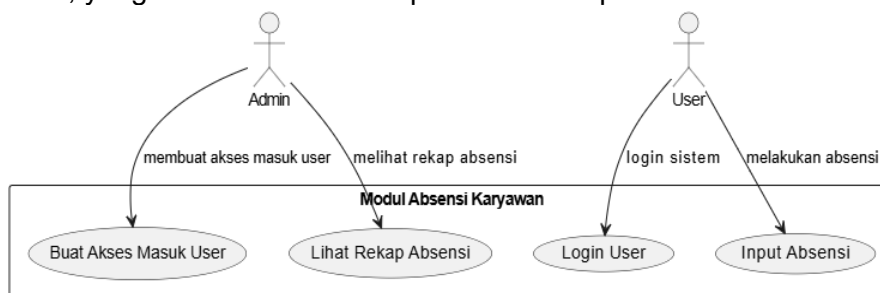 Admin
User
membuat akses masuk user
melihat rekap absensi
login sistem
melakukan absensi
Modul Absensi Karyawan
Buat Akses Masuk User
Lihat Rekap Absensi
Login User
Input Absensi